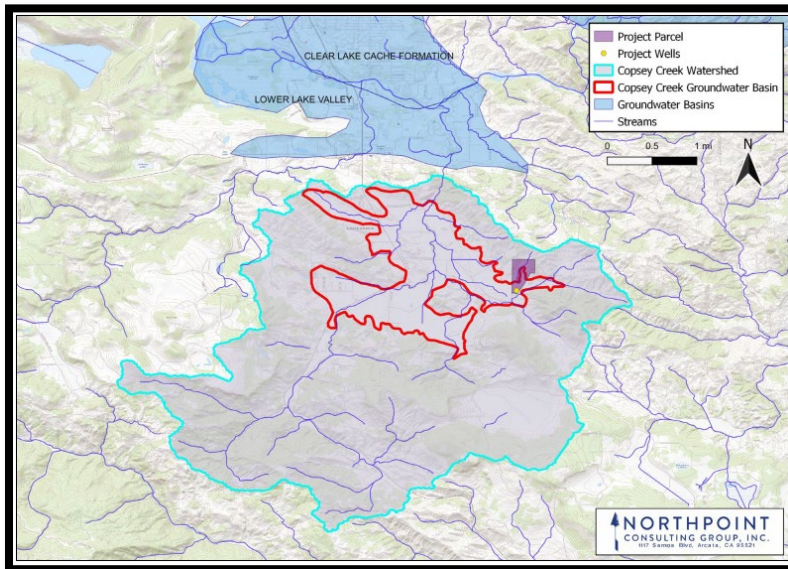 CLEAR LAKE CACHE FORMATION
LOWER LAKE VALLEY
Project Parcel
Project Wells
Copsey Creek Watershed
Copsey Creek Groundwater Basin
Groundwater Basins
Streams
0 0.5 1 mi
N
NORTHPOINT
CONSULTING GROUP, INC.
1117 Samoa Blvd, Arcata, CA 95521